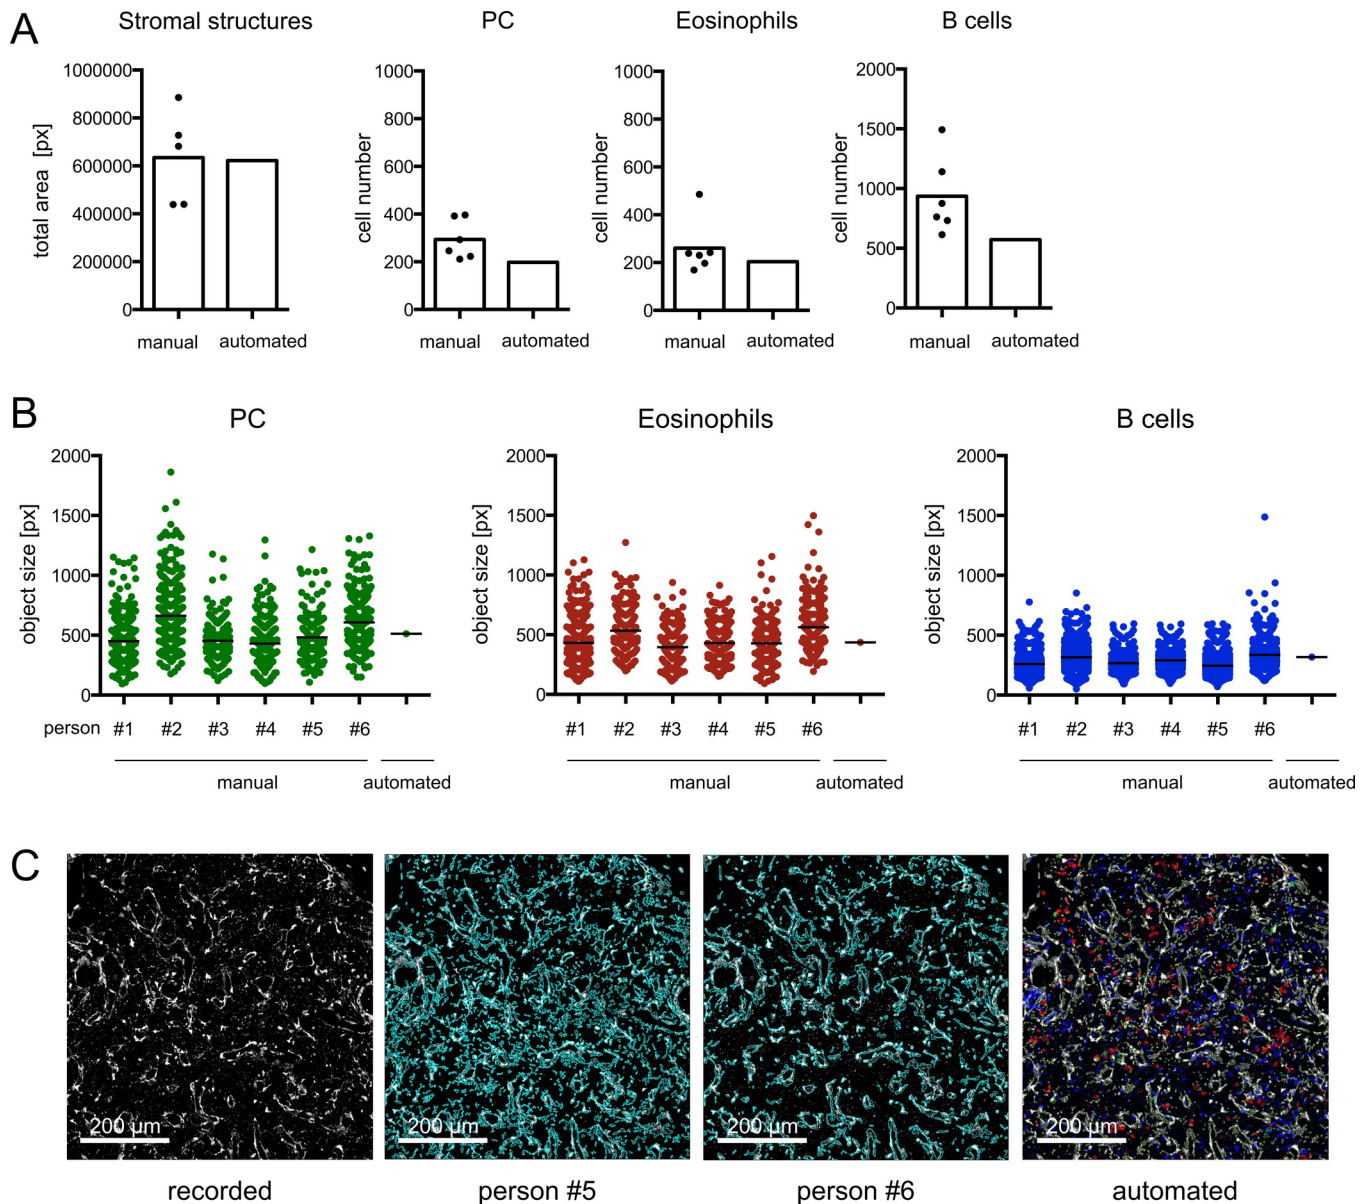 A
Stromal structures
PC
Eosinophils
B cells
total area [px]
1000000
800000
600000
400000
200000
0
manual
automated
cell number
1000
800
600
400
200
0
manual
automated
cell number
1000
800
600
400
200
0
manual
automated
cell number
2000
1500
1000
500
0
manual
automated
B
PC
Eosinophils
B cells
object size [px]
2000
1500
1000
500
0
person #1 #2 #3 #4 #5 #6
manual
automated
object size [px]
2000
1500
1000
500
0
#1 #2 #3 #4 #5 #6
manual
automated
object size [px]
2000
1500
1000
500
0
#1 #2 #3 #4 #5 #6
manual
automated
C
200 µm
200 µm
200 µm
200 µm
recorded
person #5
person #6
automated